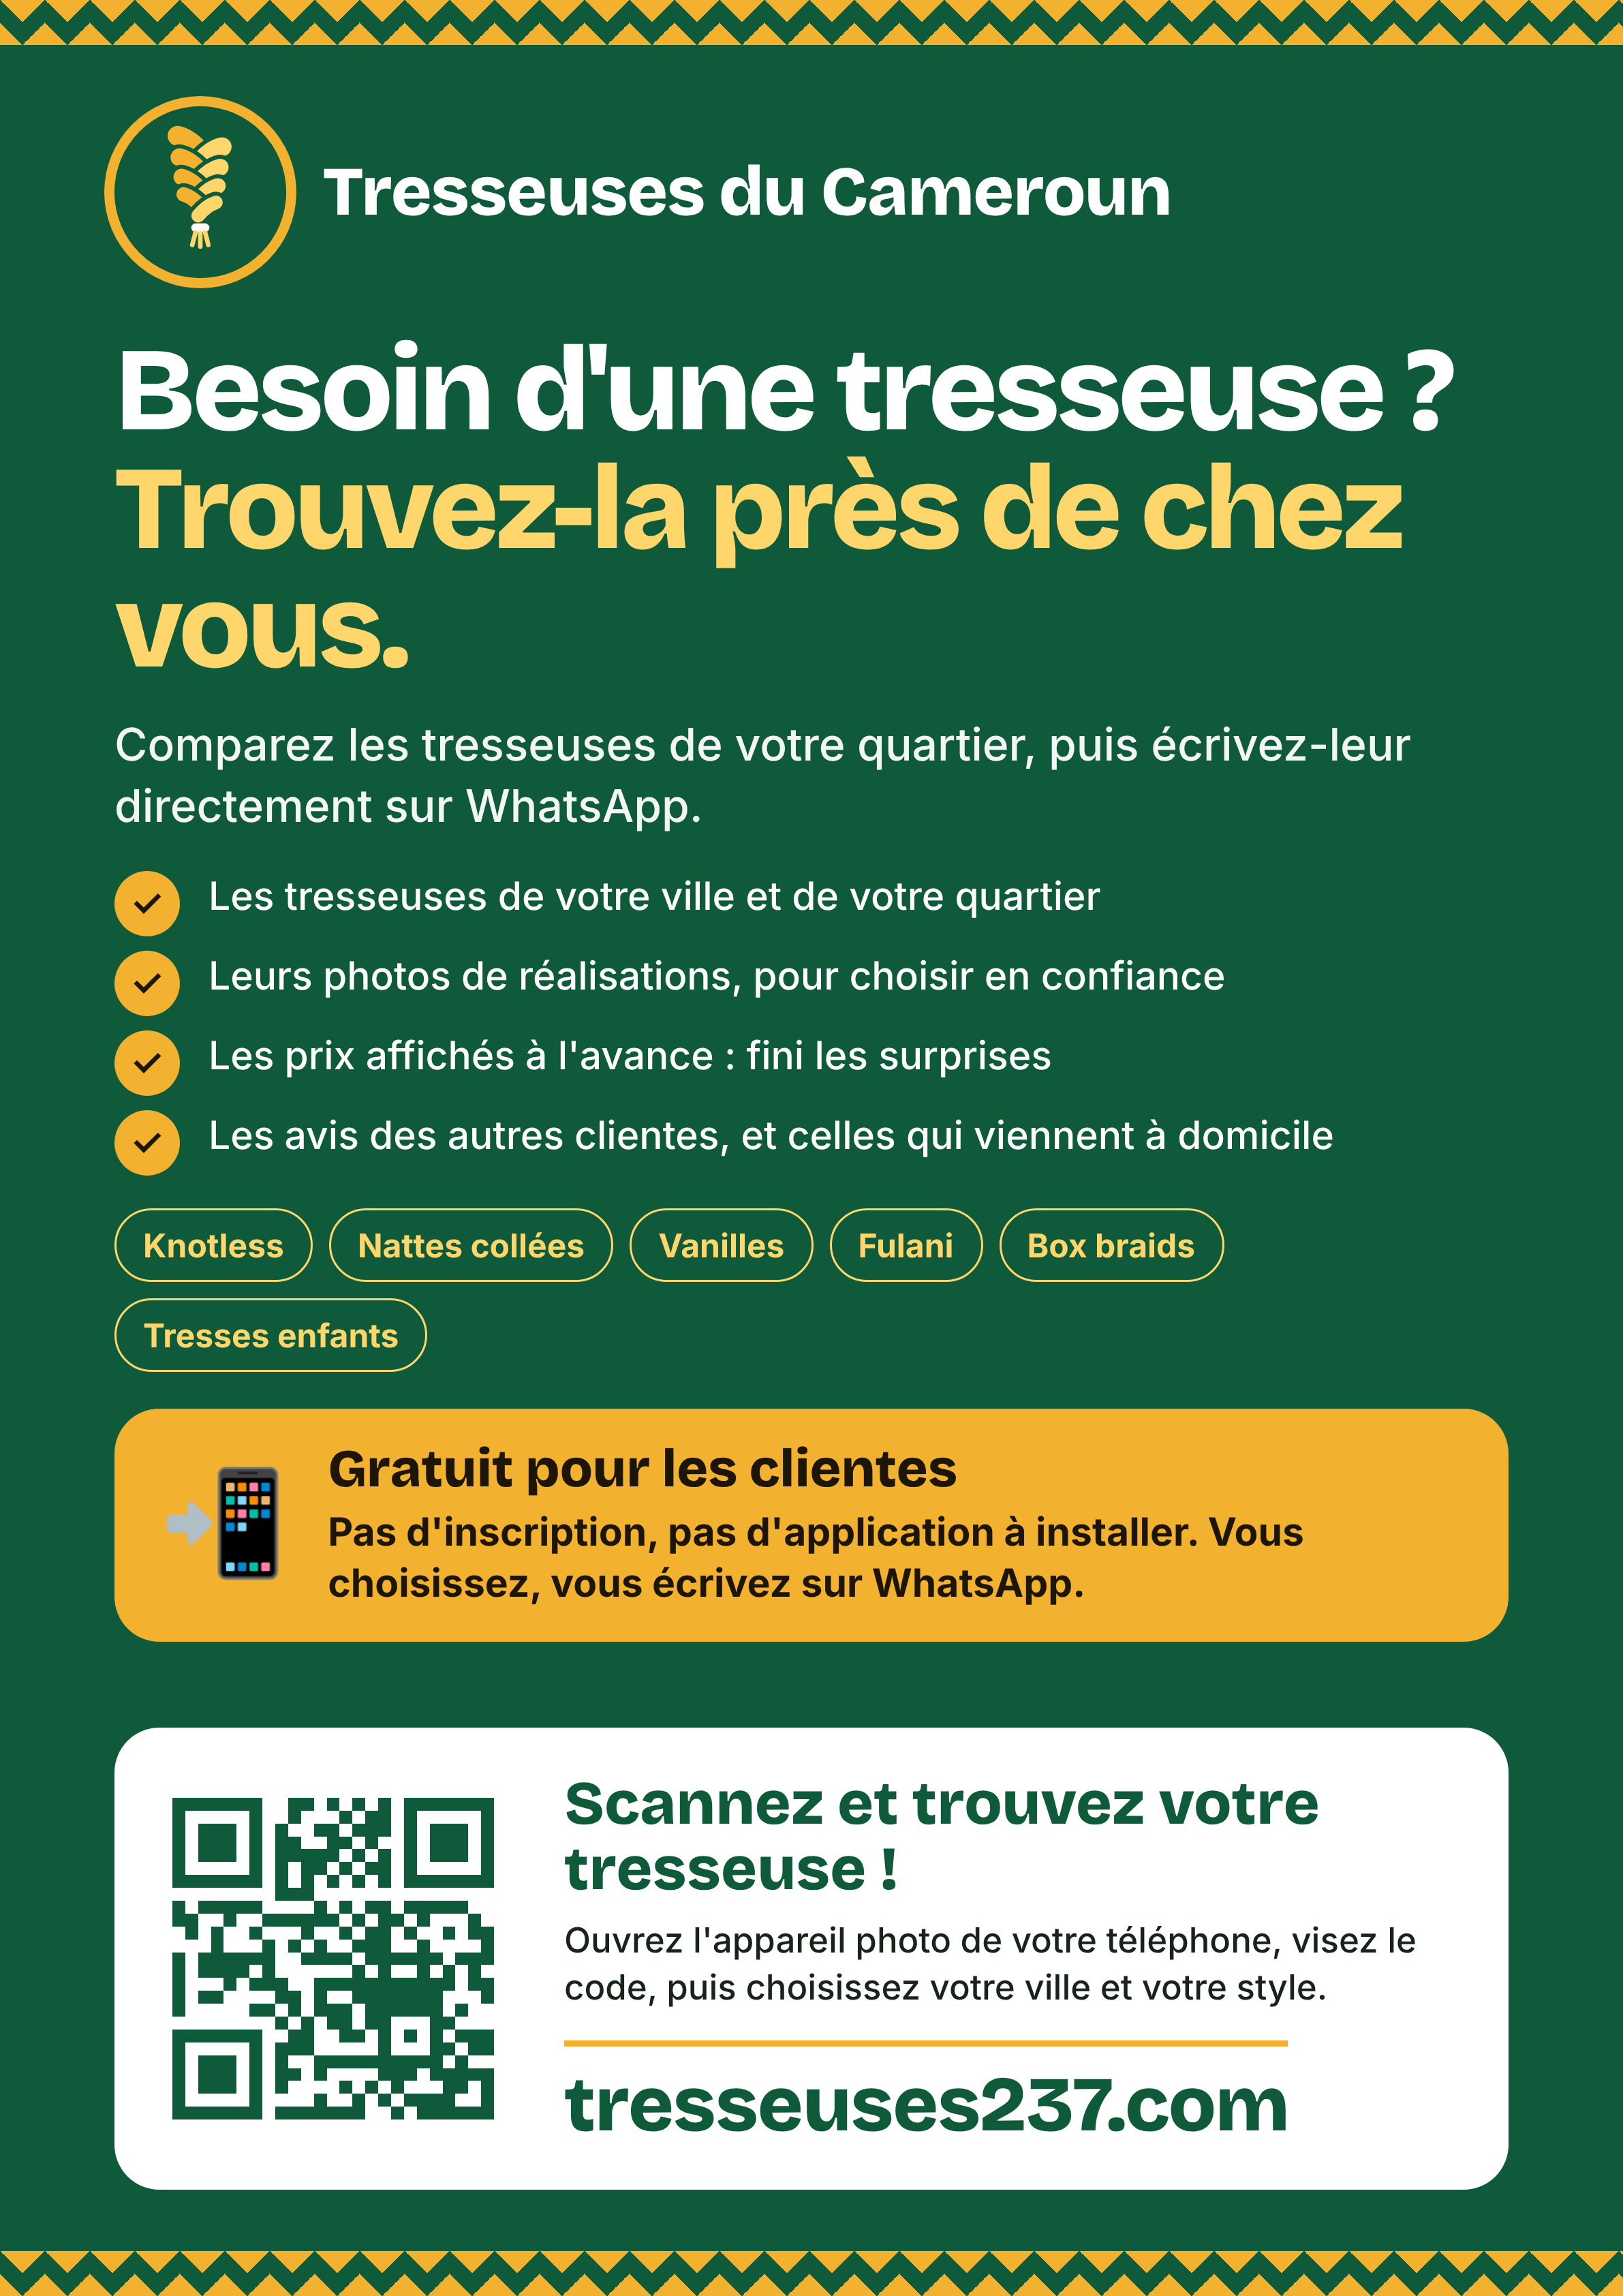 Tresseuses du Cameroun
Besoin d'une tresseuse ?
Trouvez-la près de chez
vous.
Comparez les tresseuses de votre quartier, puis écrivez-leur
directement sur WhatsApp.
Les tresseuses de votre ville et de votre quartier
Leurs photos de réalisations, pour choisir en confiance
Les prix affichés à l'avance : fini les surprises
Les avis des autres clientes, et celles qui viennent à domicile
Knotless Nattes collées Vanilles Fulani Box braids
Tresses enfants
Gratuit pour les clientes
Pas d'inscription, pas d'application à installer. Vous
choisissez, vous écrivez sur WhatsApp.
Scannez et trouvez votre
tresseuse !
Ouvrez l'appareil photo de votre téléphone, visez le
code, puis choisissez votre ville et votre style.
tresseuses237.com